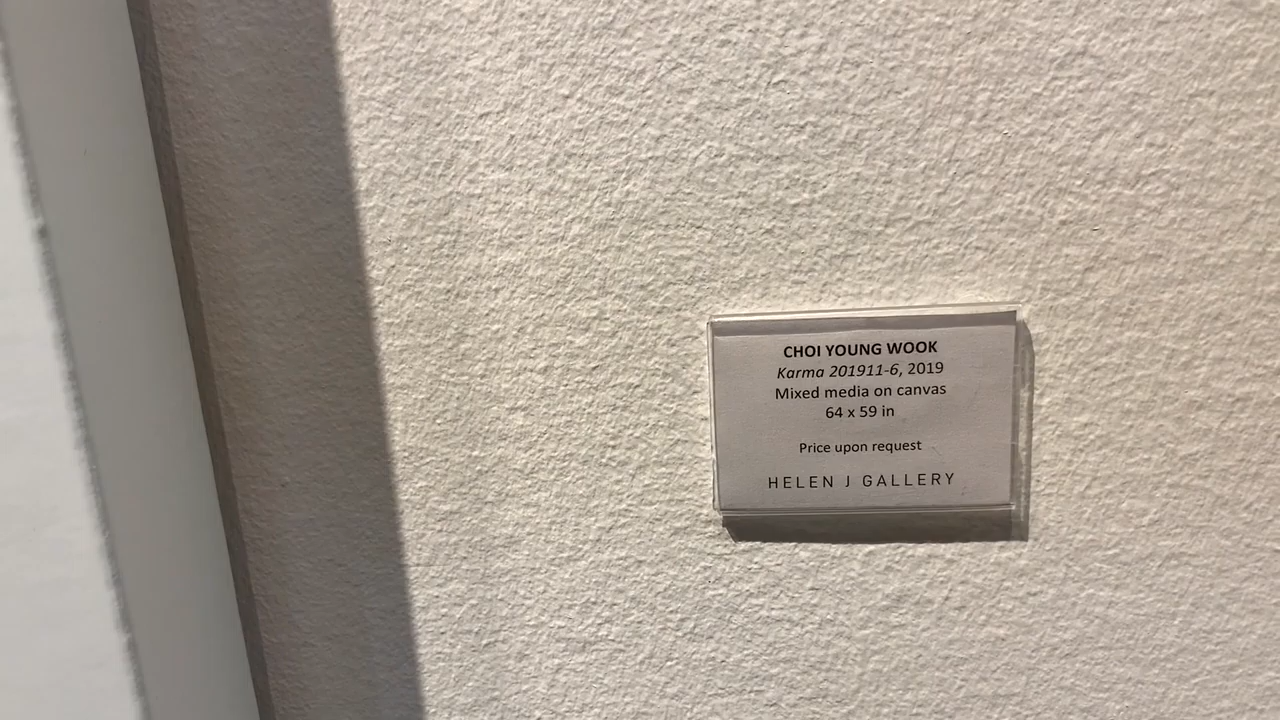 CHOI YOUNG WOOK
Karma 201911-6, 2019
Mixed media on canvas
64 x 59 in
Price upon request
HELEN J GALLERY